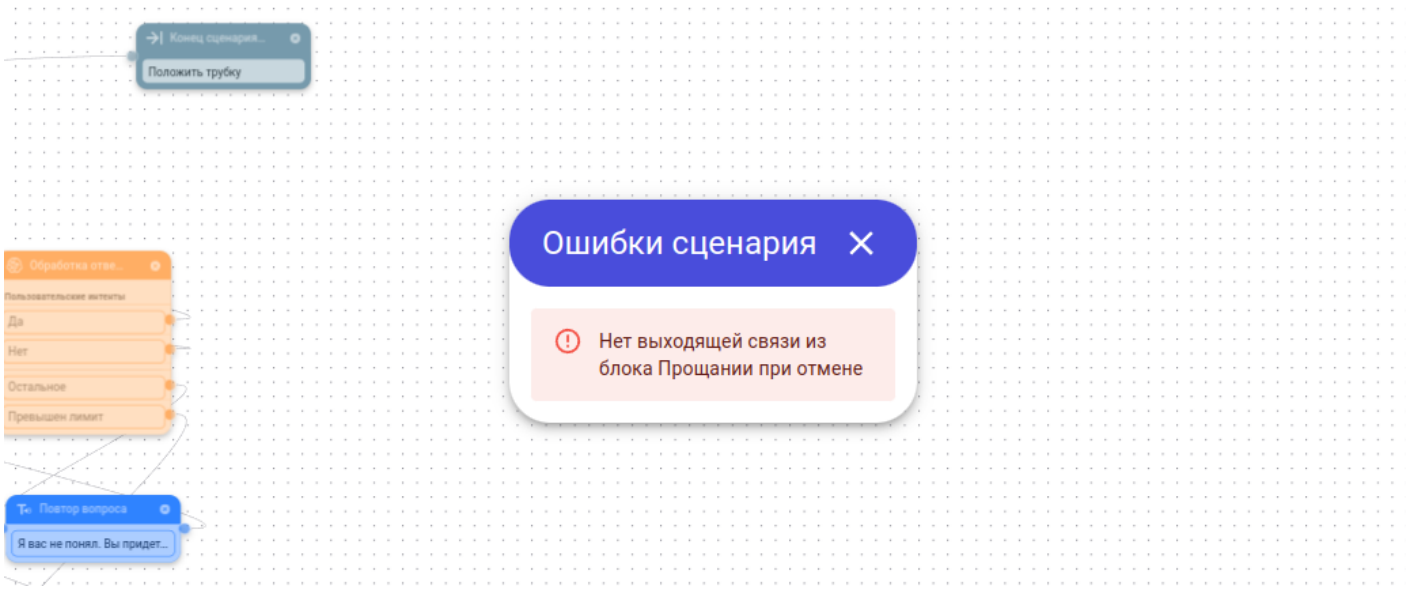 Конец сценария...
Положить трубку
Ошибки сценария
Обработка отве...
Пользовательские интенты
Да
Нет
Остальное
Превышен лимит
Нет выходящей связи из
блока Прощании при отмене
Повтор вопроса
Я вас не понял. Вы придет...